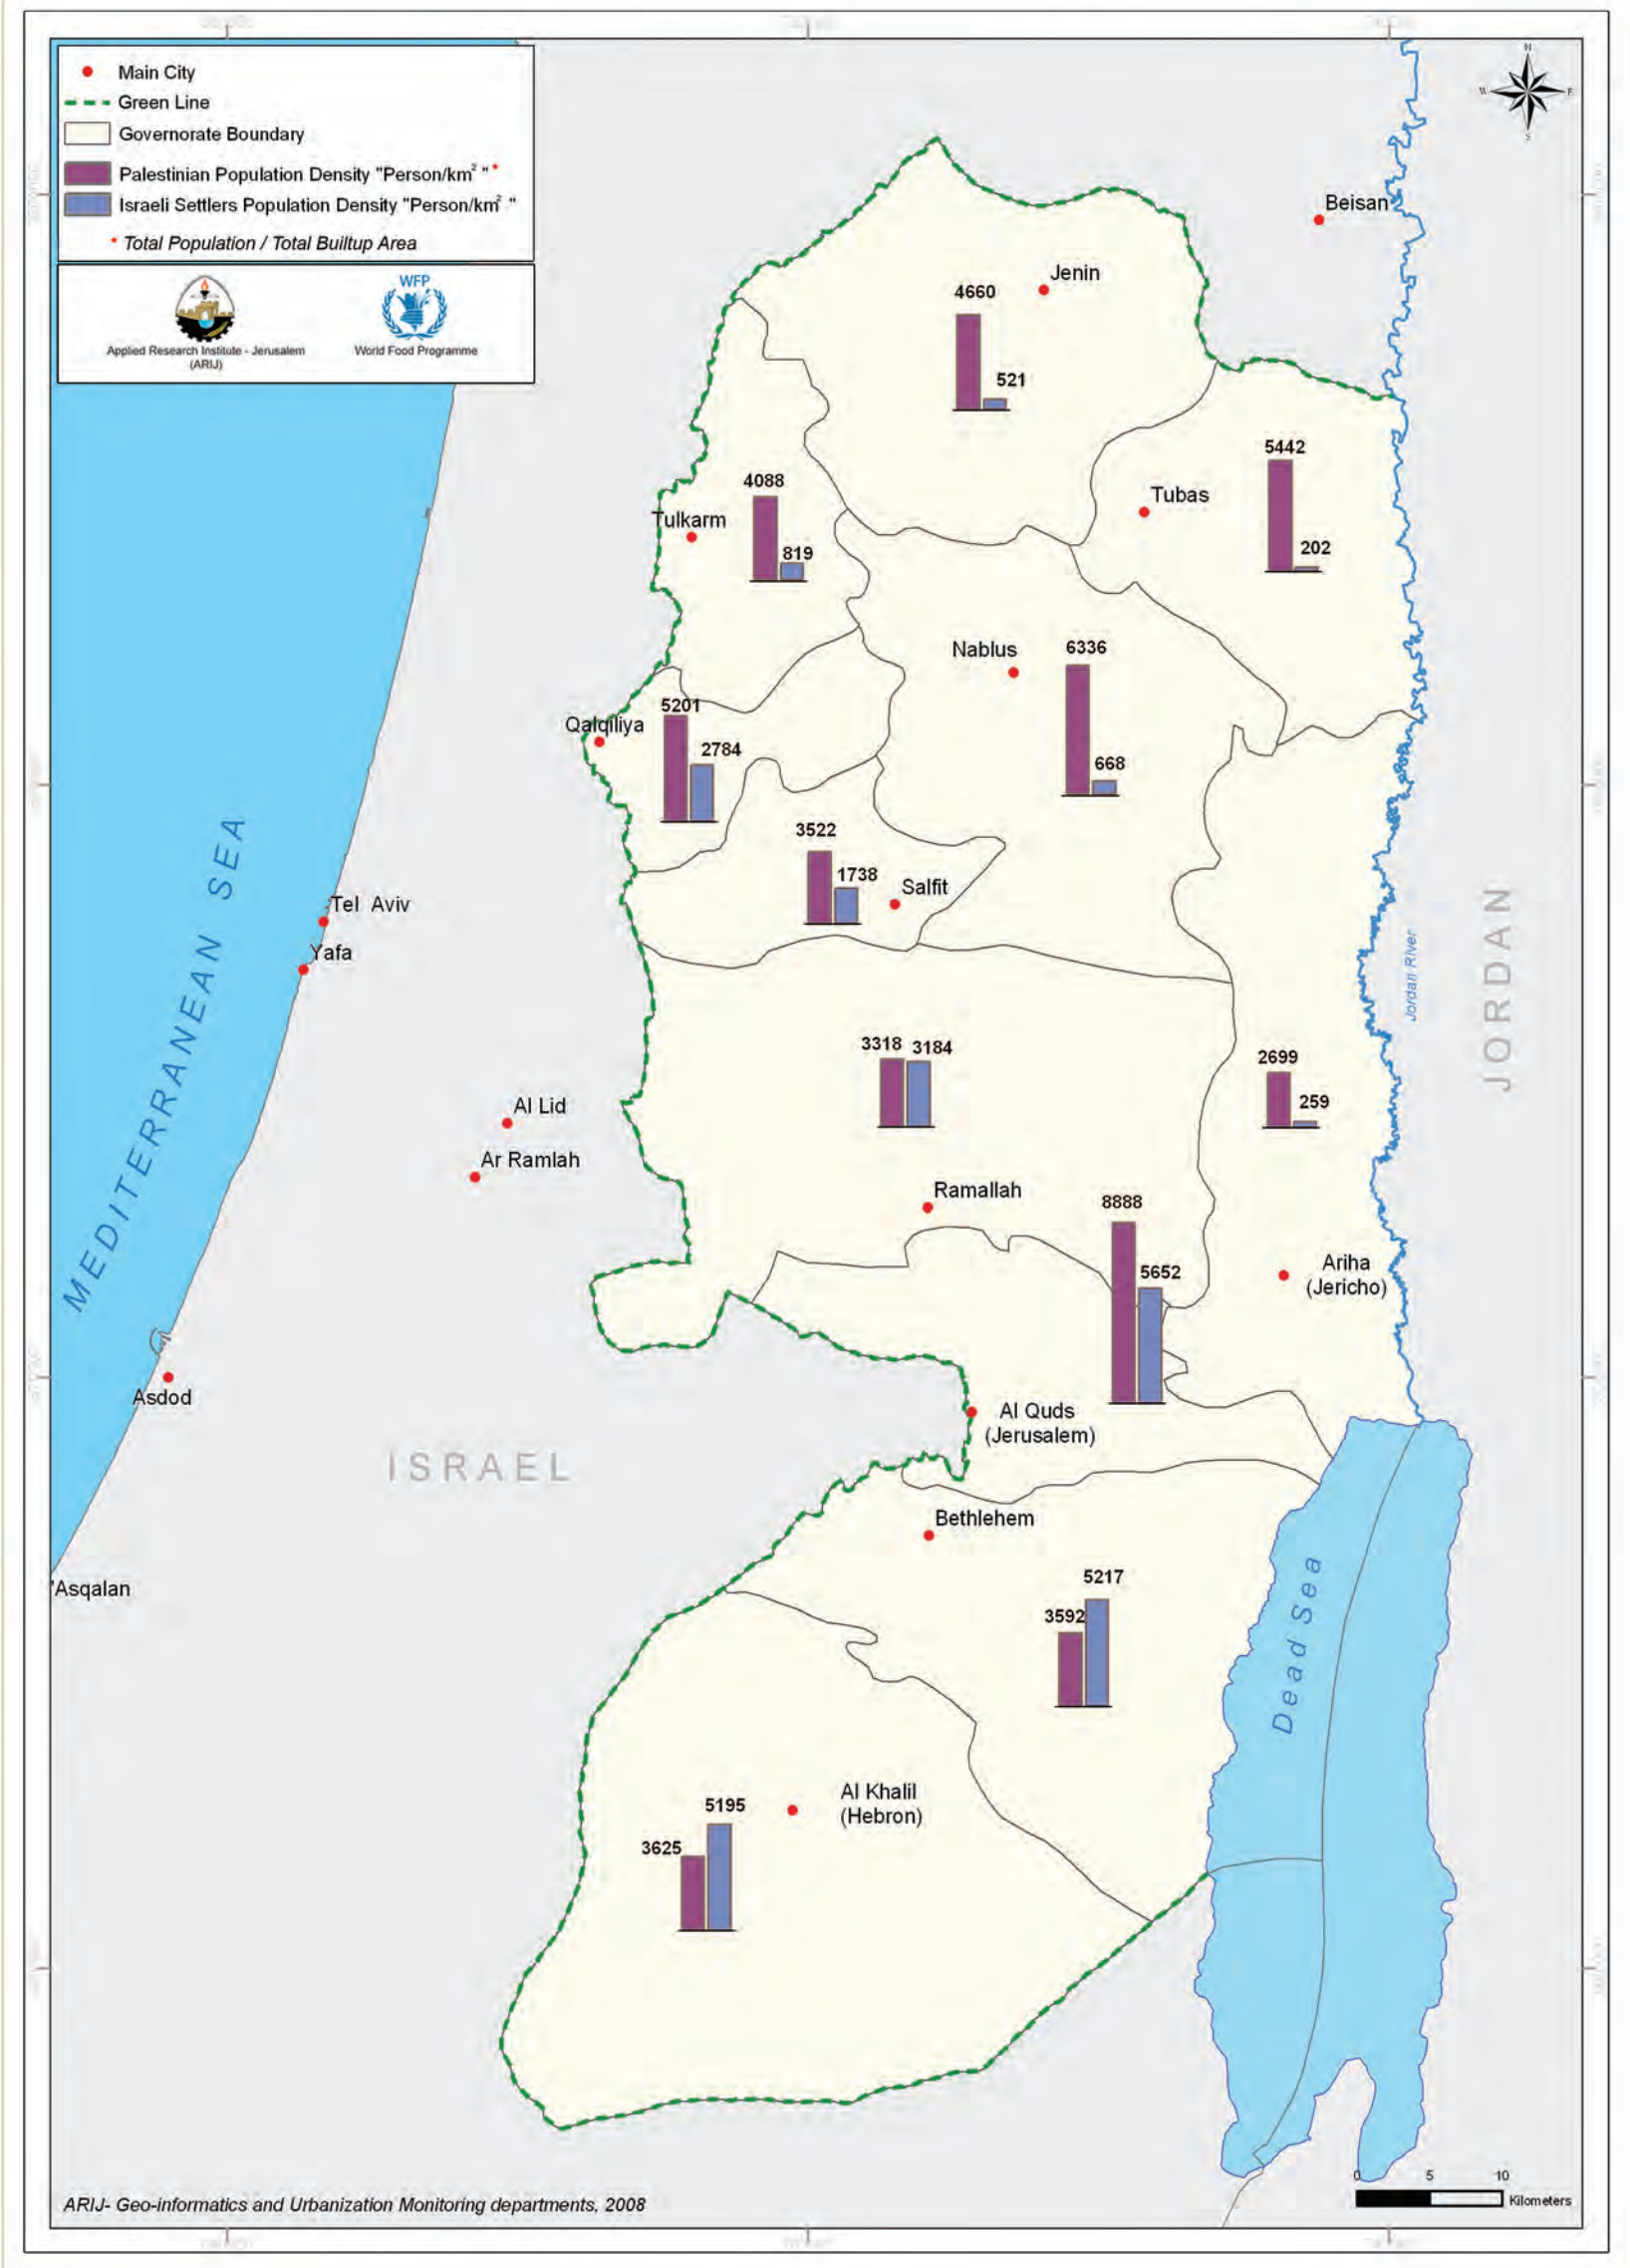 Main City
Green Line
Governorate Boundary
Palestinian Population Density "Person/km² "*
Israeli Settlers Population Density "Person/km² "
* Total Population / Total Builtup Area
WFP
Applied Research Institute - Jerusalem
(ARIJ)
World Food Programme
N
W
E
S
Beisan
Jenin
4660
521
5442
202
Tubas
4088
819
Tulkarm
Nablus
6336
668
Qalqiliya
5201
2784
3522
1738
Salfit
MEDITERRANEAN SEA
Tel Aviv
Yafa
JORDAN
Jordan River
3318
3184
2699
259
Al Lid
Ar Ramlah
Ramallah
8888
5652
Ariha
(Jericho)
Asdod
Al Quds
(Jerusalem)
ISRAEL
Bethlehem
'Asqalan
5217
3592
Dead Sea
Al Khalil
(Hebron)
5195
3625
0
5
10
Kilometers
ARIJ- Geo-informatics and Urbanization Monitoring departments, 2008